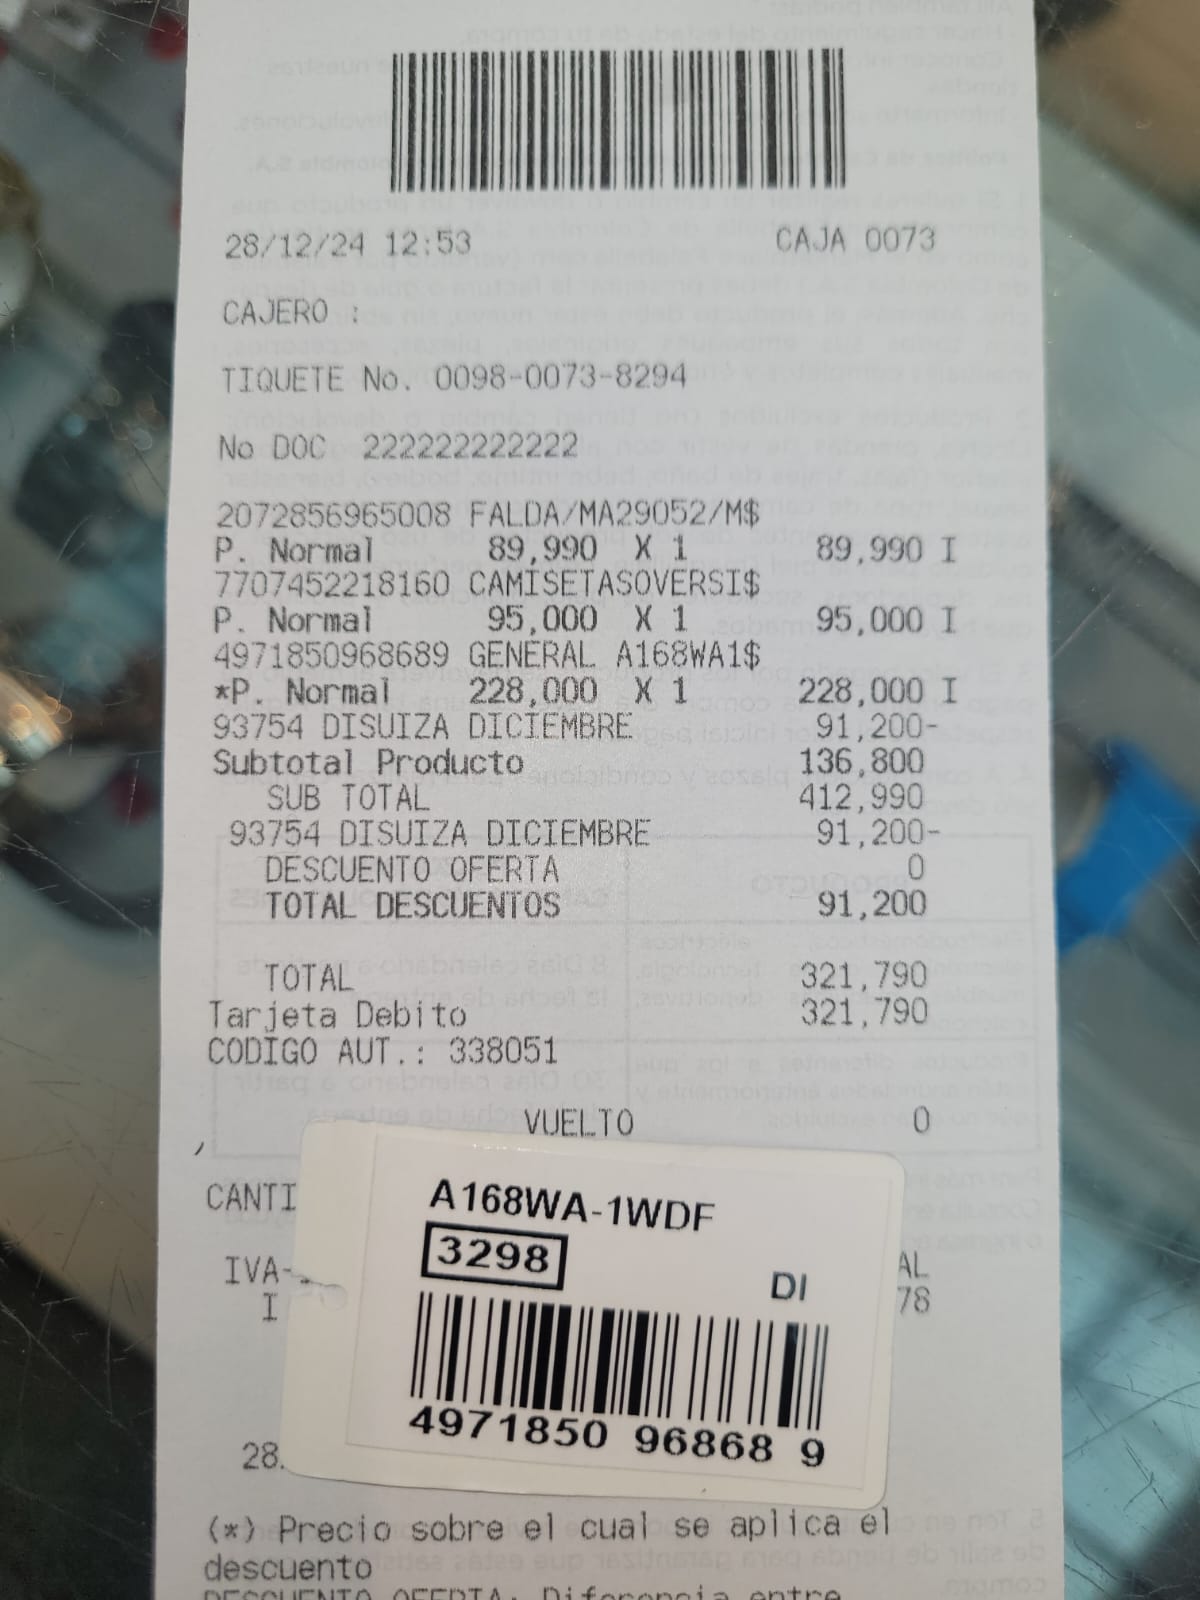 28/12/24 12:53 CAJA 0073
CAJERO :
TIQUETE No. 0098-0073-8294
No DOC 222222222222
2072856965008 FALDA/MA29052/M$
P. Normal 89,990 X 1 89,990 I
7707452218160 CAMISETASOVERSI$
P. Normal 95,000 X 1 95,000 I
4971850968689 GENERAL A168WA1$
*P. Normal 228,000 X 1 228,000 I
93754 DISUIZA DICIEMBRE 91,200-
Subtotal Producto 136,800
SUB TOTAL 412,990
93754 DISUIZA DICIEMBRE 91,200-
DESCUENTO OFERTA 0
TOTAL DESCUENTOS 91,200
TOTAL 321,790
Tarjeta Debito 321,790
CODIGO AUT.: 338051
VUELTO 0
,
CANTI
A168WA-1WDF
3298
DI
IVA- AL
I 78
4971850 96868 9
28.
(*) Precio sobre el cual se aplica el
descuento
DESCUENTO OFERTA: Diferencia entre